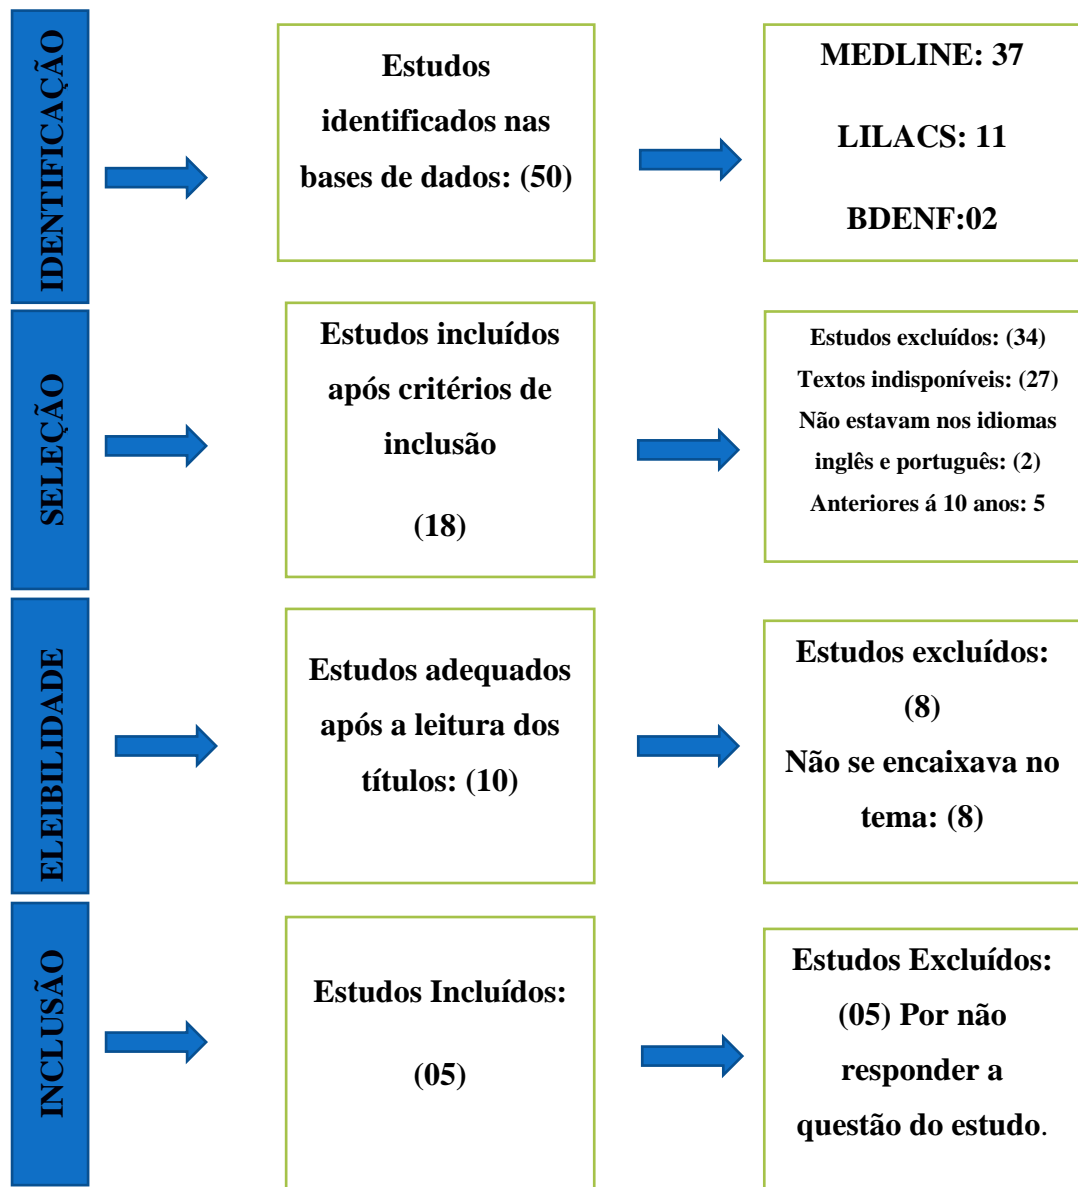 IDENTIFICAÇÃO
Estudos
identificados nas
bases de dados: (50)
MEDLINE: 37
LILACS: 11
BDENF:02
SELEÇÃO
Estudos incluídos
após critérios de
inclusão
(18)
Estudos excluídos: (34)
Textos indisponíveis: (27)
Não estavam nos idiomas
inglês e português: (2)
Anteriores á 10 anos: 5
ELEIBILIDADE
Estudos adequados
após a leitura dos
títulos: (10)
Estudos excluídos:
(8)
Não se encaixava no
tema: (8)
INCLUSÃO
Estudos Incluídos:
(05)
Estudos Excluídos:
(05) Por não
responder a
questão do estudo.